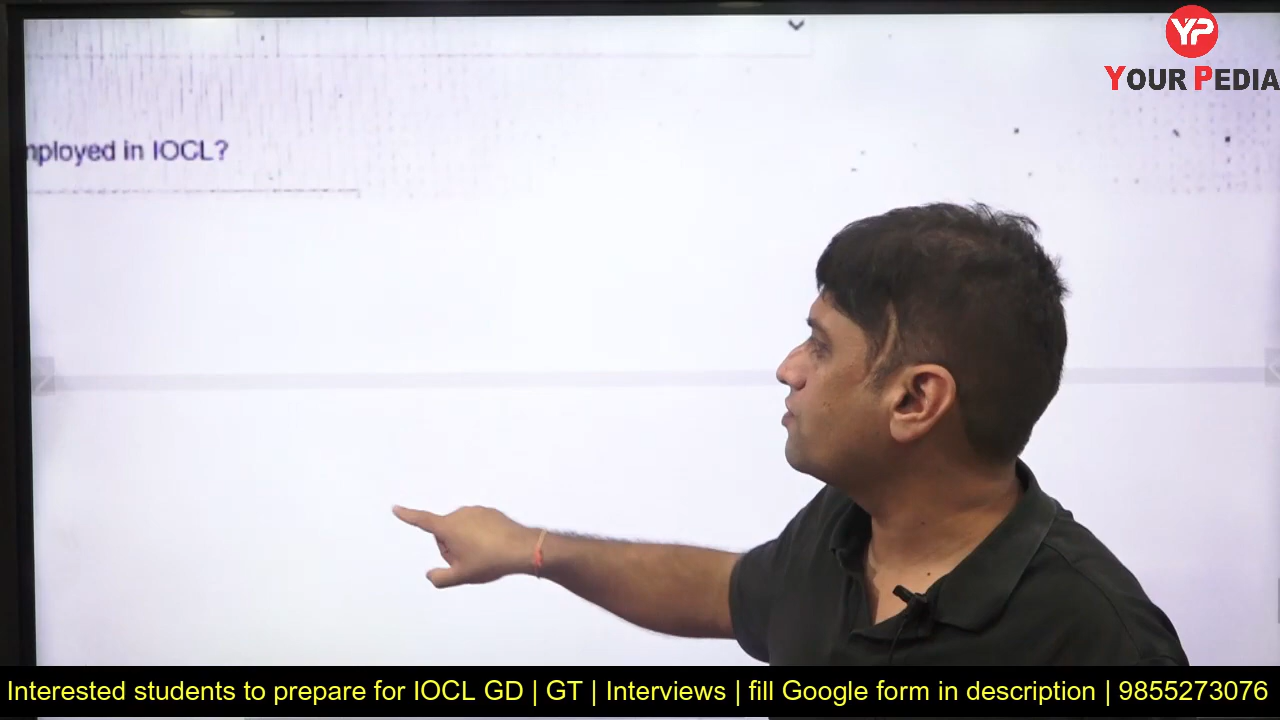 YP
YOUR PEDIA
employed in IOCL?
Interested students to prepare for IOCL GD | GT | Interviews | fill Google form in description | 9855273076